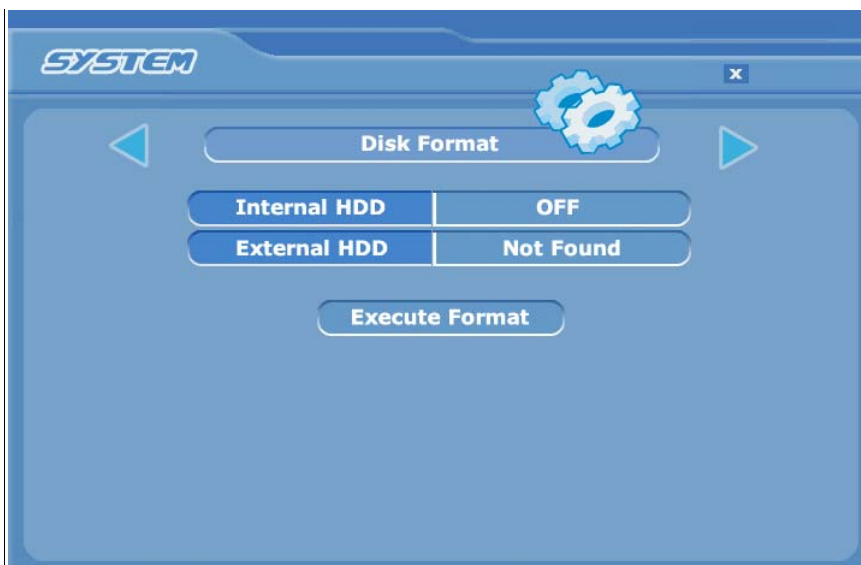 SYSTEM
x
Disk Format
Internal HDD OFF
External HDD Not Found
Execute Format